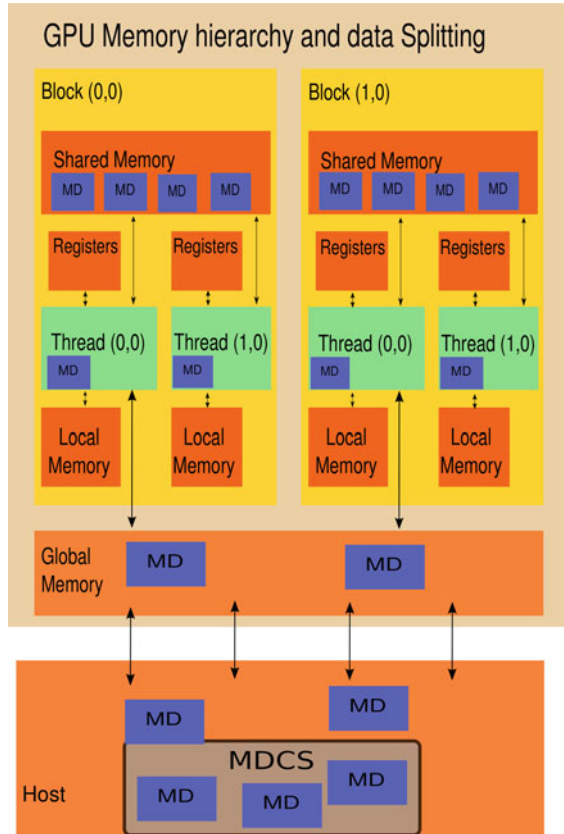 GPU Memory hierarchy and data Splitting
Block (0,0)
Block (1,0)
Shared Memory
MD MD MD MD
Shared Memory
MD MD MD MD
Registers
Registers
Registers
Registers
Thread (0,0)
MD
Thread (1,0)
MD
Thread (0,0)
MD
Thread (1,0)
MD
Local
Memory
Local
Memory
Local
Memory
Local
Memory
Global
Memory
MD
MD
MD
MD
MDCS
MD
MD
MD
Host